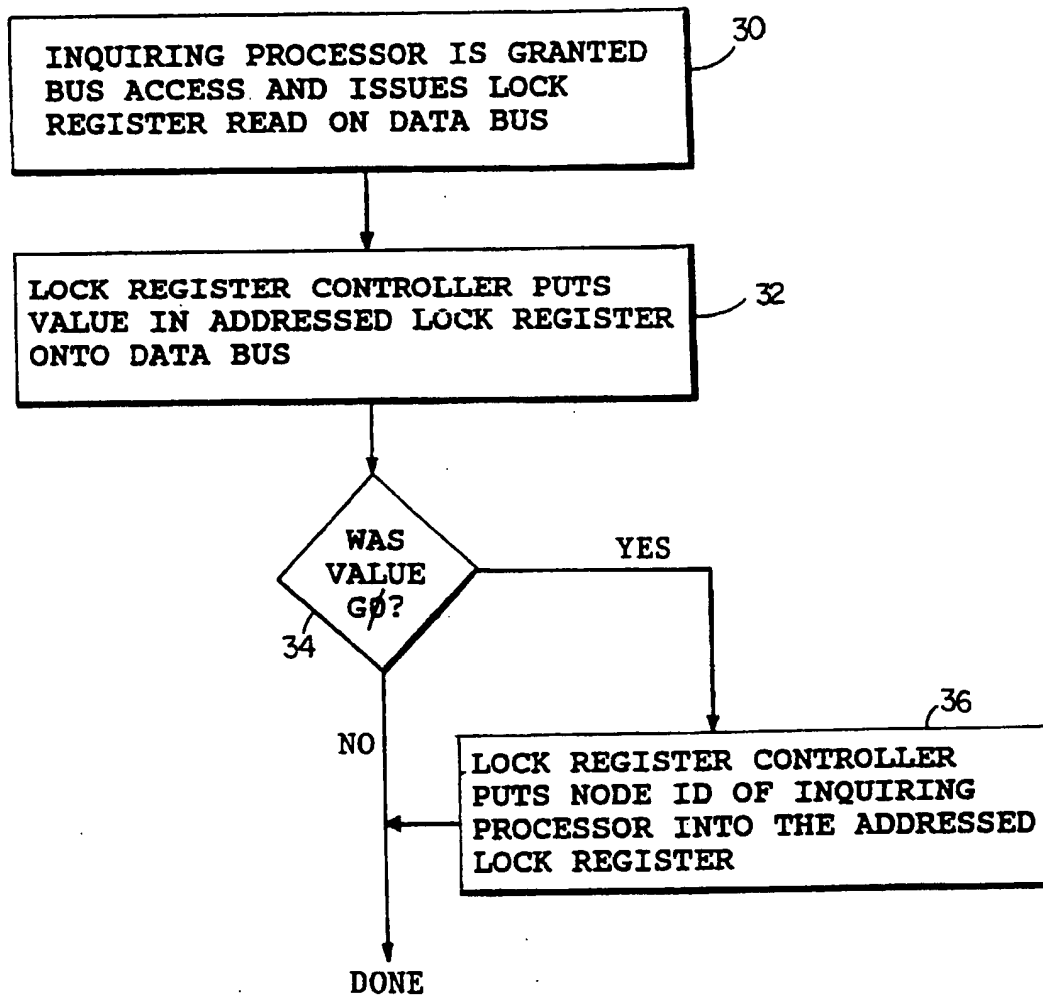 30
INQUIRING PROCESSOR IS GRANTED
BUS ACCESS AND ISSUES LOCK
REGISTER READ ON DATA BUS
32
LOCK REGISTER CONTROLLER PUTS
VALUE IN ADDRESSED LOCK REGISTER
ONTO DATA BUS
WAS
VALUE
GØ?
34
YES
NO
36
LOCK REGISTER CONTROLLER
PUTS NODE ID OF INQUIRING
PROCESSOR INTO THE ADDRESSED
LOCK REGISTER
DONE